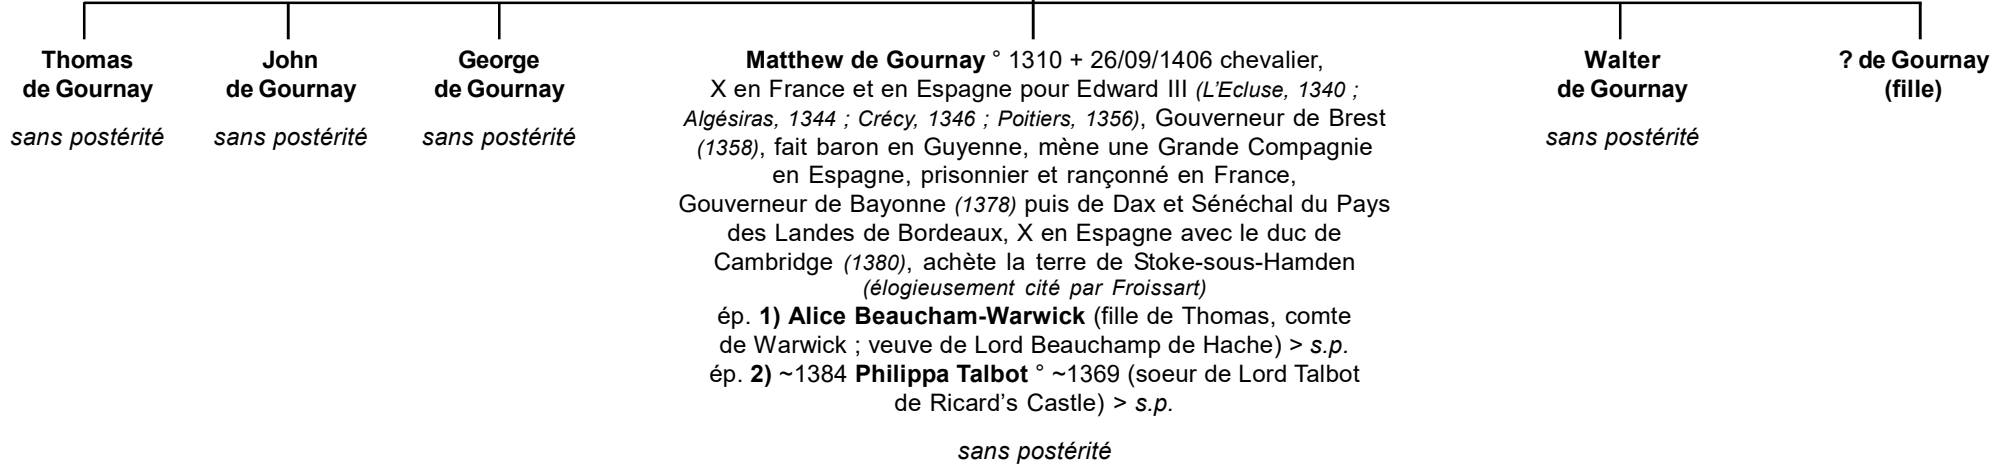 Thomas
de Gournay
sans postérité
John
de Gournay
sans postérité
George
de Gournay
sans postérité
Matthew de Gournay ° 1310 + 26/09/1406 chevalier,
X en France et en Espagne pour Edward III (L'Ecluse, 1340 ;
Algésiras, 1344 ; Crécy, 1346 ; Poitiers, 1356), Gouverneur de Brest
(1358), fait baron en Guyenne, mène une Grande Compagnie
en Espagne, prisonnier et rançonné en France,
Gouverneur de Bayonne (1378) puis de Dax et Sénéchal du Pays
des Landes de Bordeaux, X en Espagne avec le duc de
Cambridge (1380), achète la terre de Stoke-sous-Hamden
(élogieusement cité par Froissart)
ép. 1) Alice Beaucham-Warwick (fille de Thomas, comte
de Warwick ; veuve de Lord Beauchamp de Hache) > s.p.
ép. 2) ~1384 Philippa Talbot ° ~1369 (soeur de Lord Talbot
de Ricard's Castle) > s.p.
sans postérité
Walter
de Gournay
sans postérité
? de Gournay
(fille)